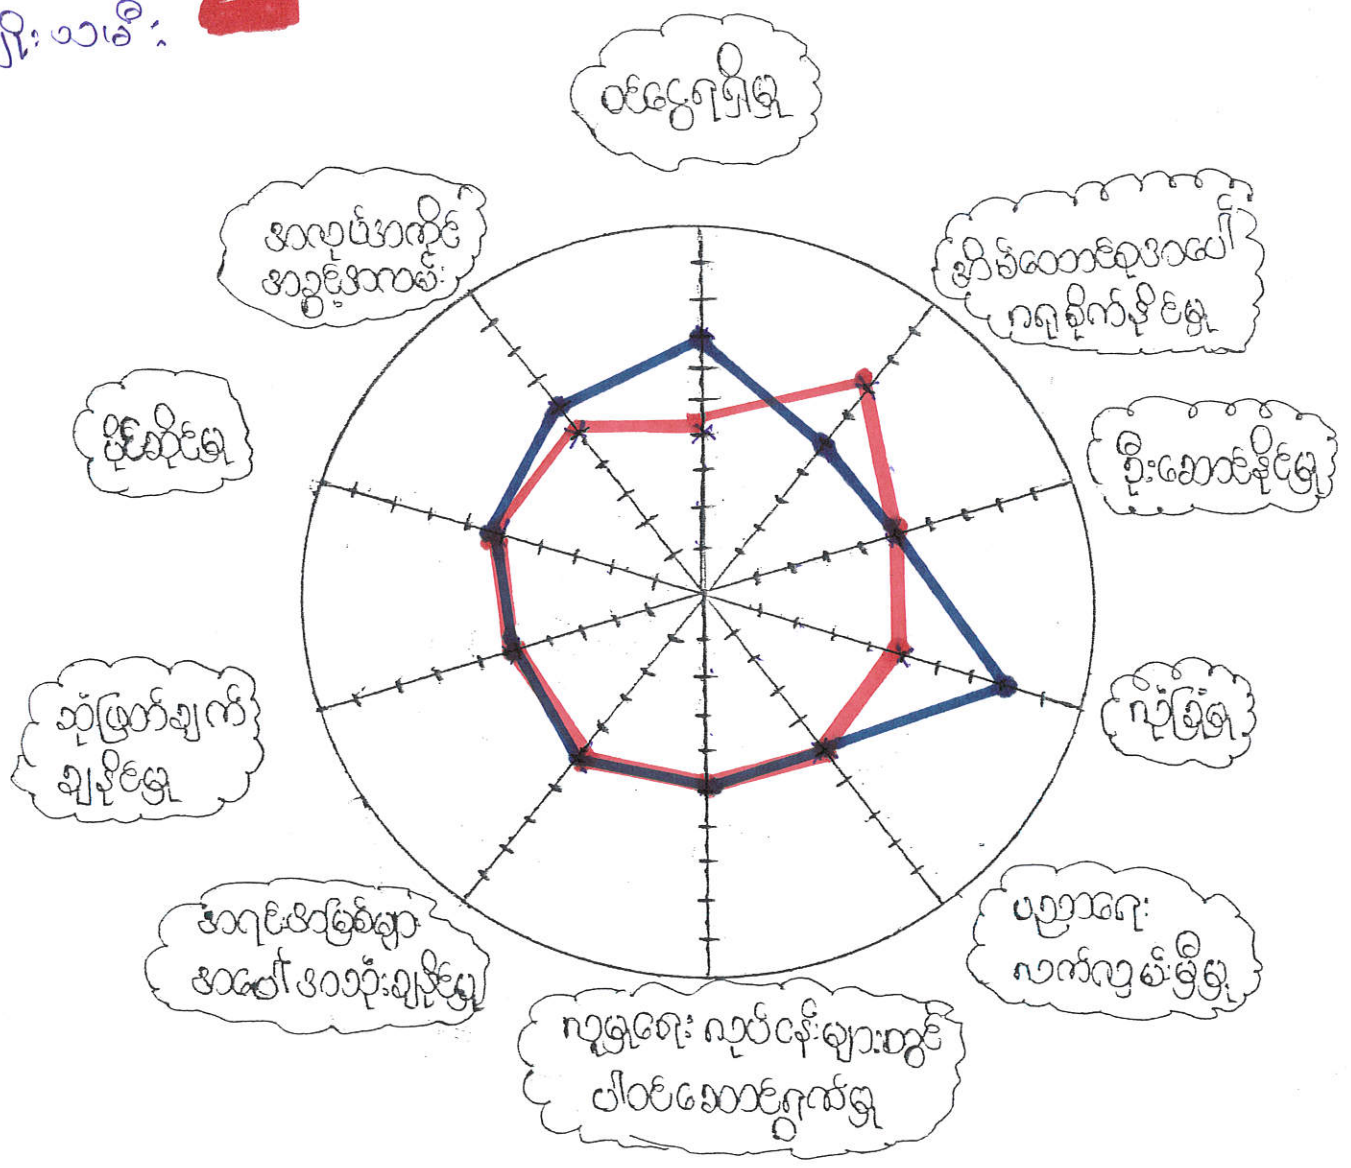 သမီး
ဝင်ငွေရရှိမှု
အလုပ်အကိုင်
အခွင့်အလမ်း
အိမ်ထောင်စုအပေါ်
ဂရုစိုက်နိုင်မှု
ပိုင်ဆိုင်မှု
ဦးဆောင်နိုင်မှု
ဆုံဖြတ်ချက်
ချနိုင်မှု
လုံခြုံမှု
အရင်းအမြစ်များ
အပေါ်အသုံးချနိုင်မှု
ပညာရေး
လက်လှမ်းမှီမှု
လူမှုရေး လုပ်ငန်းများတွင်
ပါဝင်ဆောင်ရွက်မှု